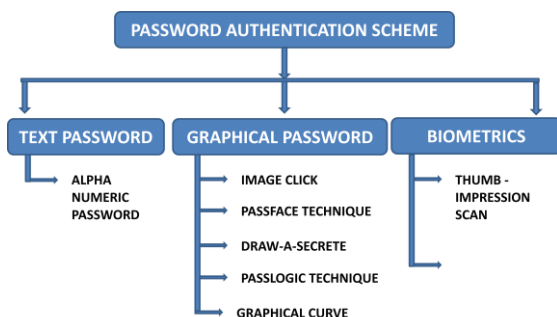 PASSWORD AUTHENTICATION SCHEME
TEXT PASSWORD
GRAPHICAL PASSWORD
BIOMETRICS
ALPHA
NUMERIC
PASSWORD
IMAGE CLICK
PASSFACE TECHNIQUE
DRAW-A-SECRETE
PASSLOGIC TECHNIQUE
GRAPHICAL CURVE
THUMB -
IMPRESSION
SCAN